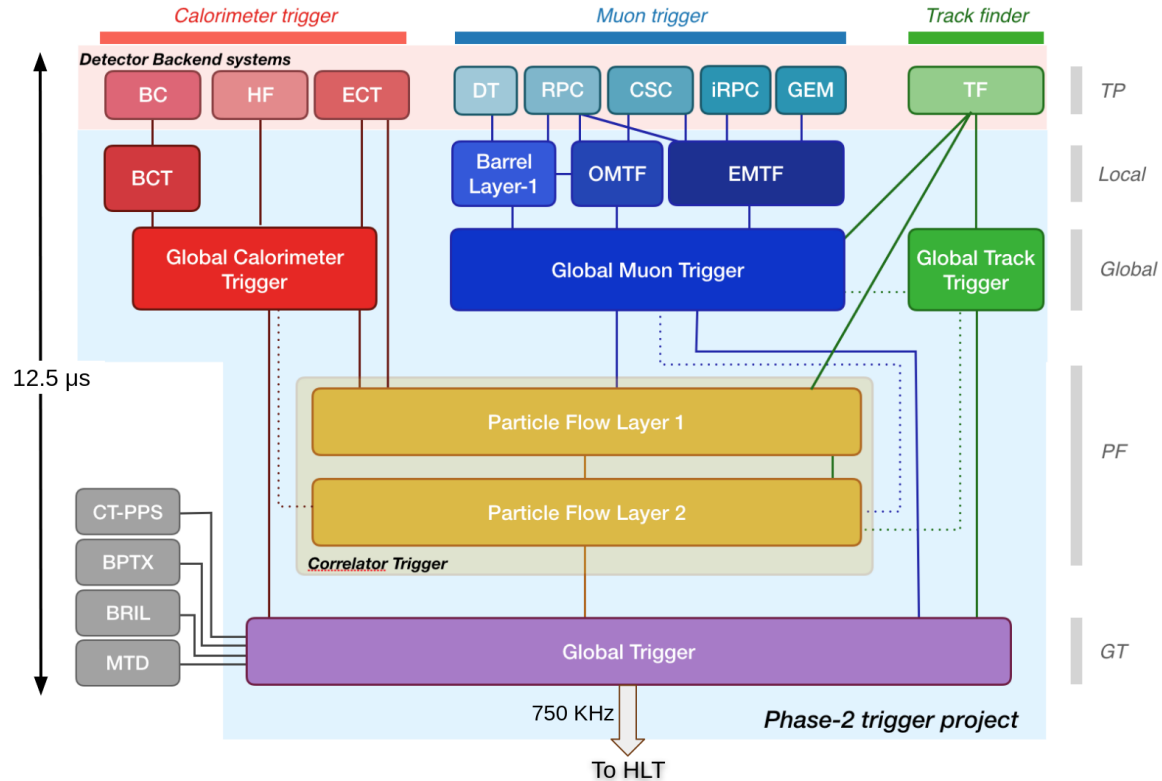 Calorimeter trigger
Muon trigger
Track finder
Detector Backend systems
BC
HF
ECT
DT
RPC
CSC
iRPC
GEM
TF
TP
BCT
Barrel
Layer-1
OMTF
EMTF
Local
Global Calorimeter
Trigger
Global Muon Trigger
Global Track
Trigger
Global
12.5 μs
Particle Flow Layer 1
PF
Particle Flow Layer 2
Correlator Trigger
CT-PPS
BPTX
BRIL
MTD
Global Trigger
GT
750 KHz
Phase-2 trigger project
To HLT